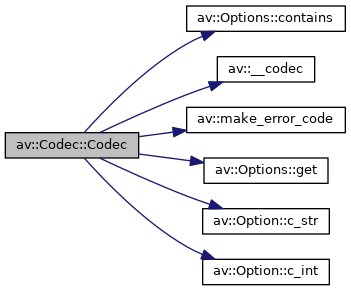 av::Options::contains
av::__codec
av::Codec::Codec
av::make_error_code
av::Options::get
av::Option::c_str
av::Option::c_int